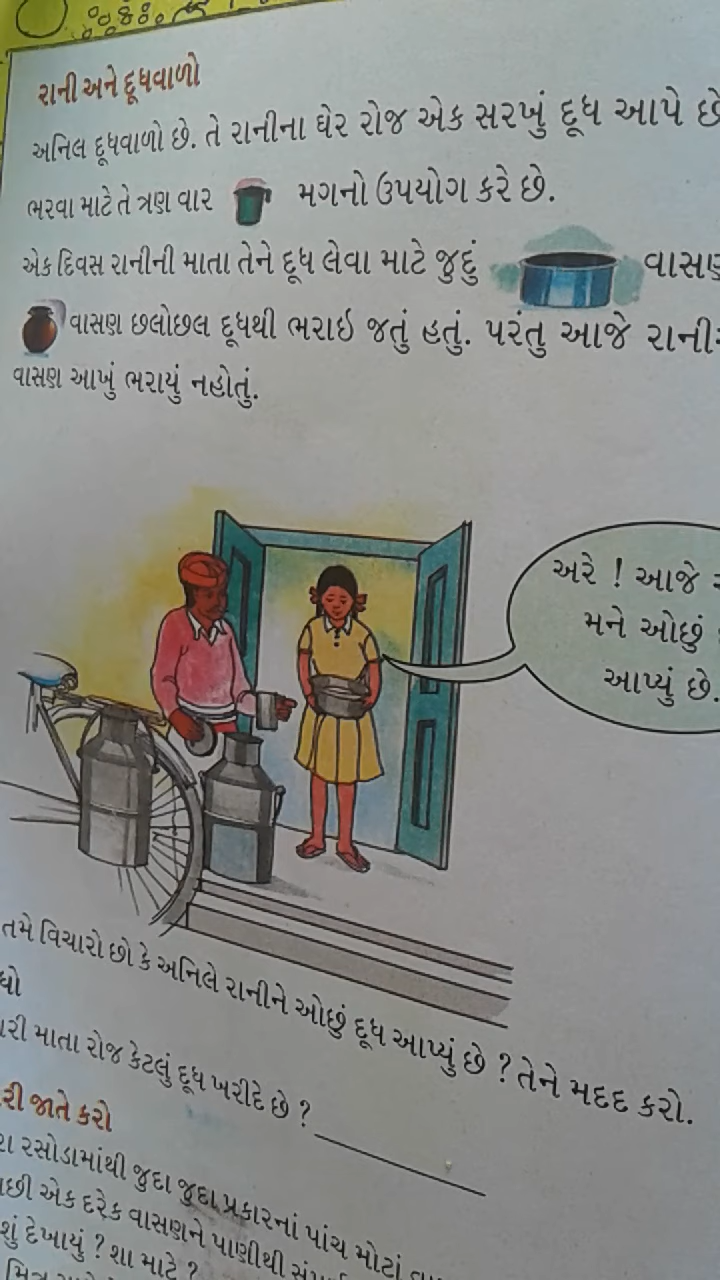 રાની અને દૂધવાળો
અનિલ દૂધવાળો છે. તે રાનીના ઘેર રોજ એક સરખું દૂધ આપે છે
ભરવા માટે તે ત્રણ વાર મગનો ઉપયોગ કરે છે.
એક દિવસ રાનીની માતા તેને દૂધ લેવા માટે જુદું વાસણ
વાસણ છલોછલ દૂધથી ભરાઇ જતું હતું. પરંતુ આજે
વાસણ આખું ભરાયું નહોતું.
અરે ! આજે
મને ઓછું
આપ્યું છે.
તમે વિચારો છો કે અનિલે રાનીને ઓછું દૂધ આપ્યું છે ? તેને મદદ કરો.
માતા રોજ કેટલું દૂધ ખરીદે છે ?
જાતે કરો
રસોડામાંથી જુદા જુદા પ્રકારનાં પાંચ મોટાં
એક દરેક વાસણને પાણીથી
શું દેખાયું ? શા માટે ?